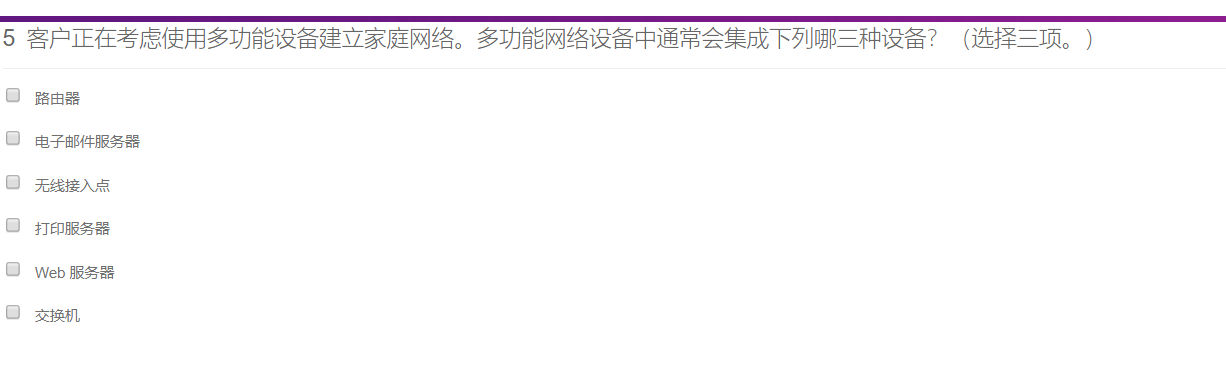 5 客户正在考虑使用多功能设备建立家庭网络。多功能网络设备中通常会集成下列哪三种设备？（选择三项。）
路由器
电子邮件服务器
无线接入点
打印服务器
Web 服务器
交换机